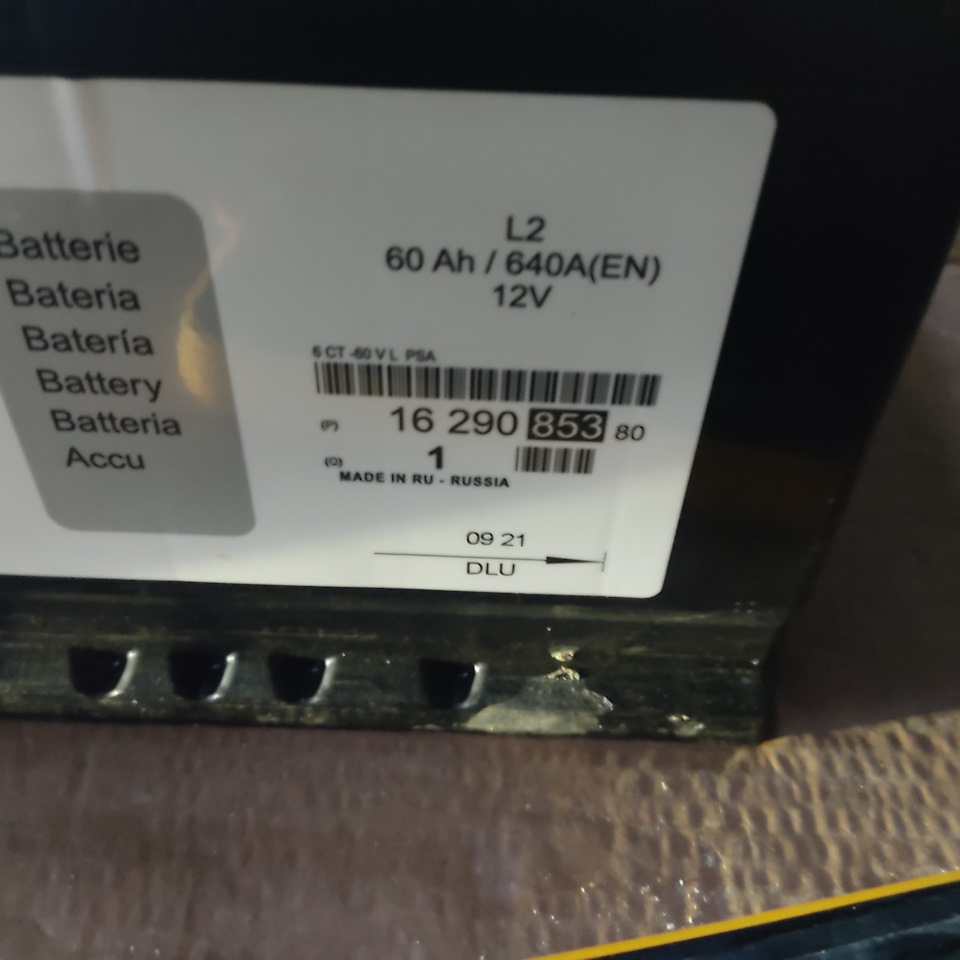 Batterie
Bateria
Batería
Battery
Batteria
Accu
L2
60 Ah / 640A(EN)
12V
6 CT -60 V L PSA
(P) 16 290 853 80
(Q) 1
MADE IN RU - RUSSIA
09 21
DLU